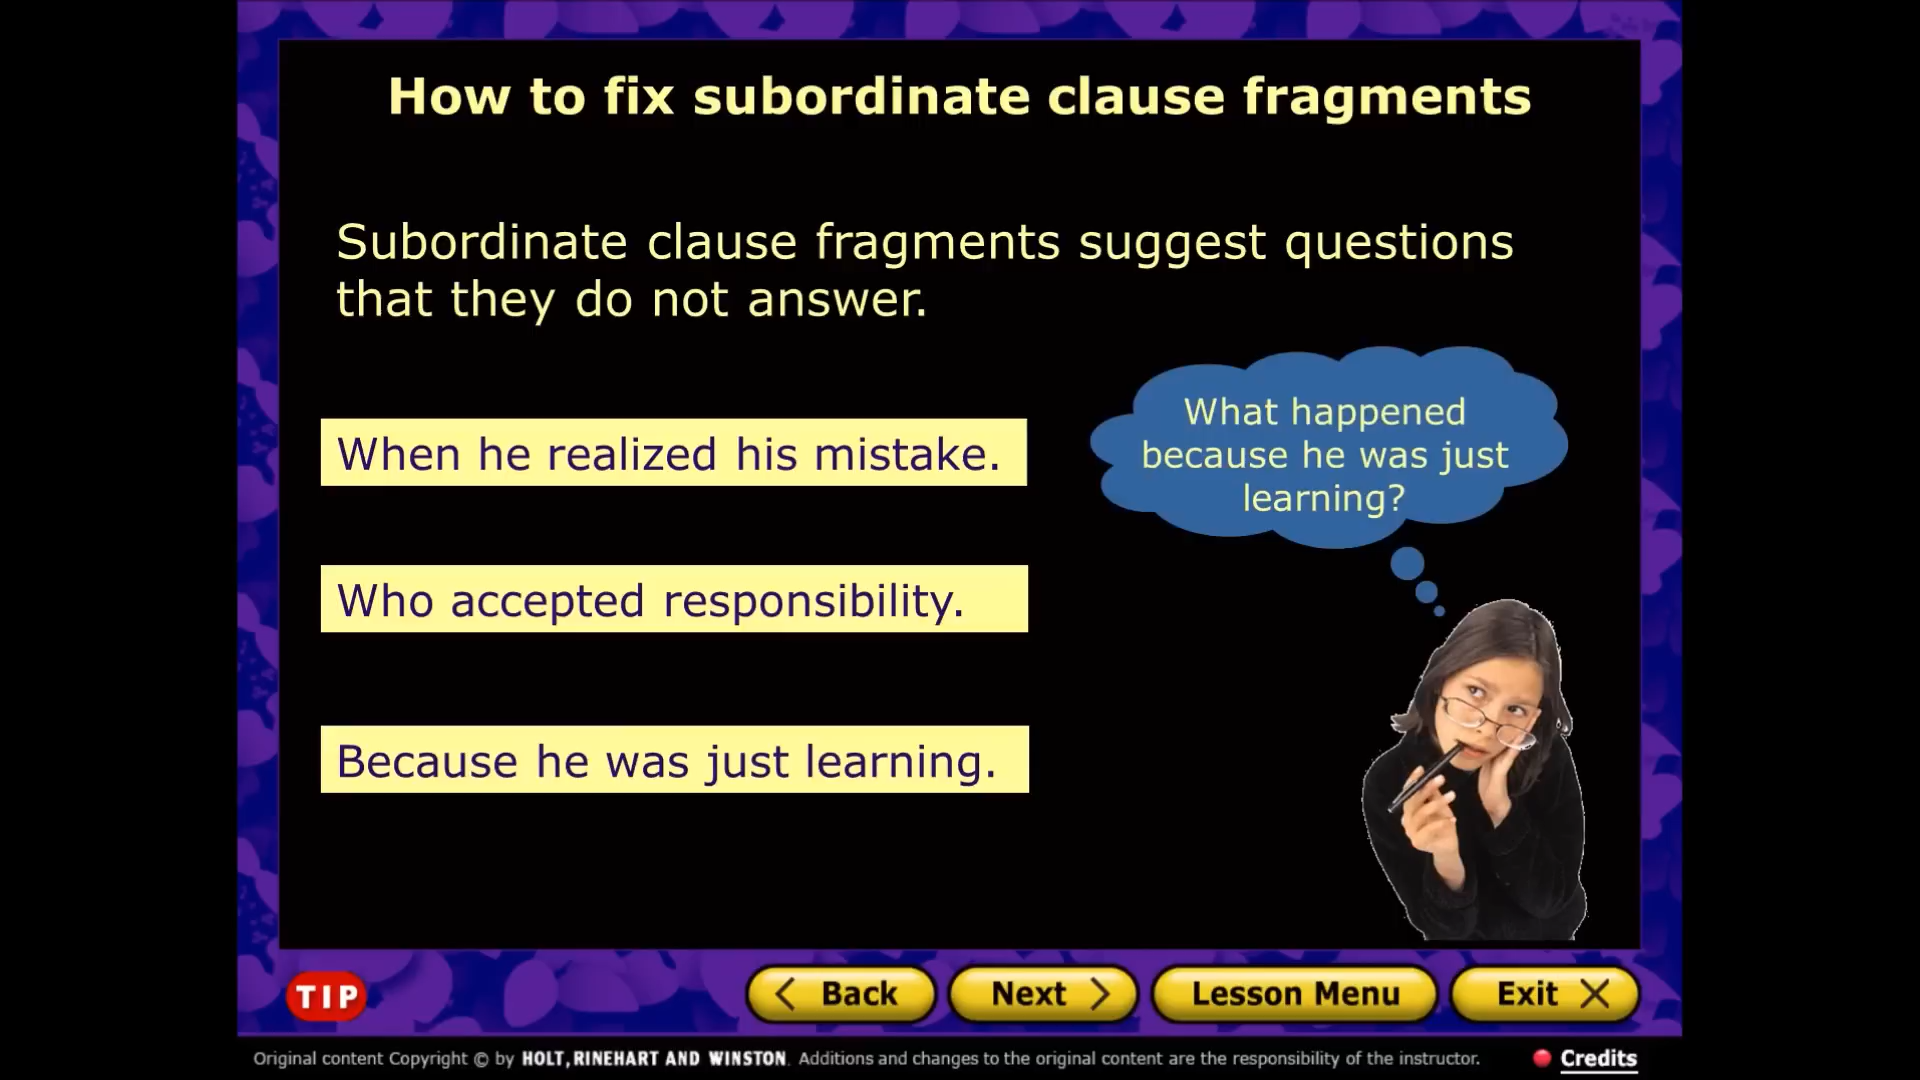 How to fix subordinate clause fragments
Subordinate clause fragments suggest questions
that they do not answer.
What happened
because he was just
learning?
When he realized his mistake.
Who accepted responsibility.
Because he was just learning.
TIP
Back
Next
Lesson Menu
Exit
Original content Copyright © by HOLT, RINEHART AND WINSTON. Additions and changes to the original content are the responsibility of the instructor.
Credits